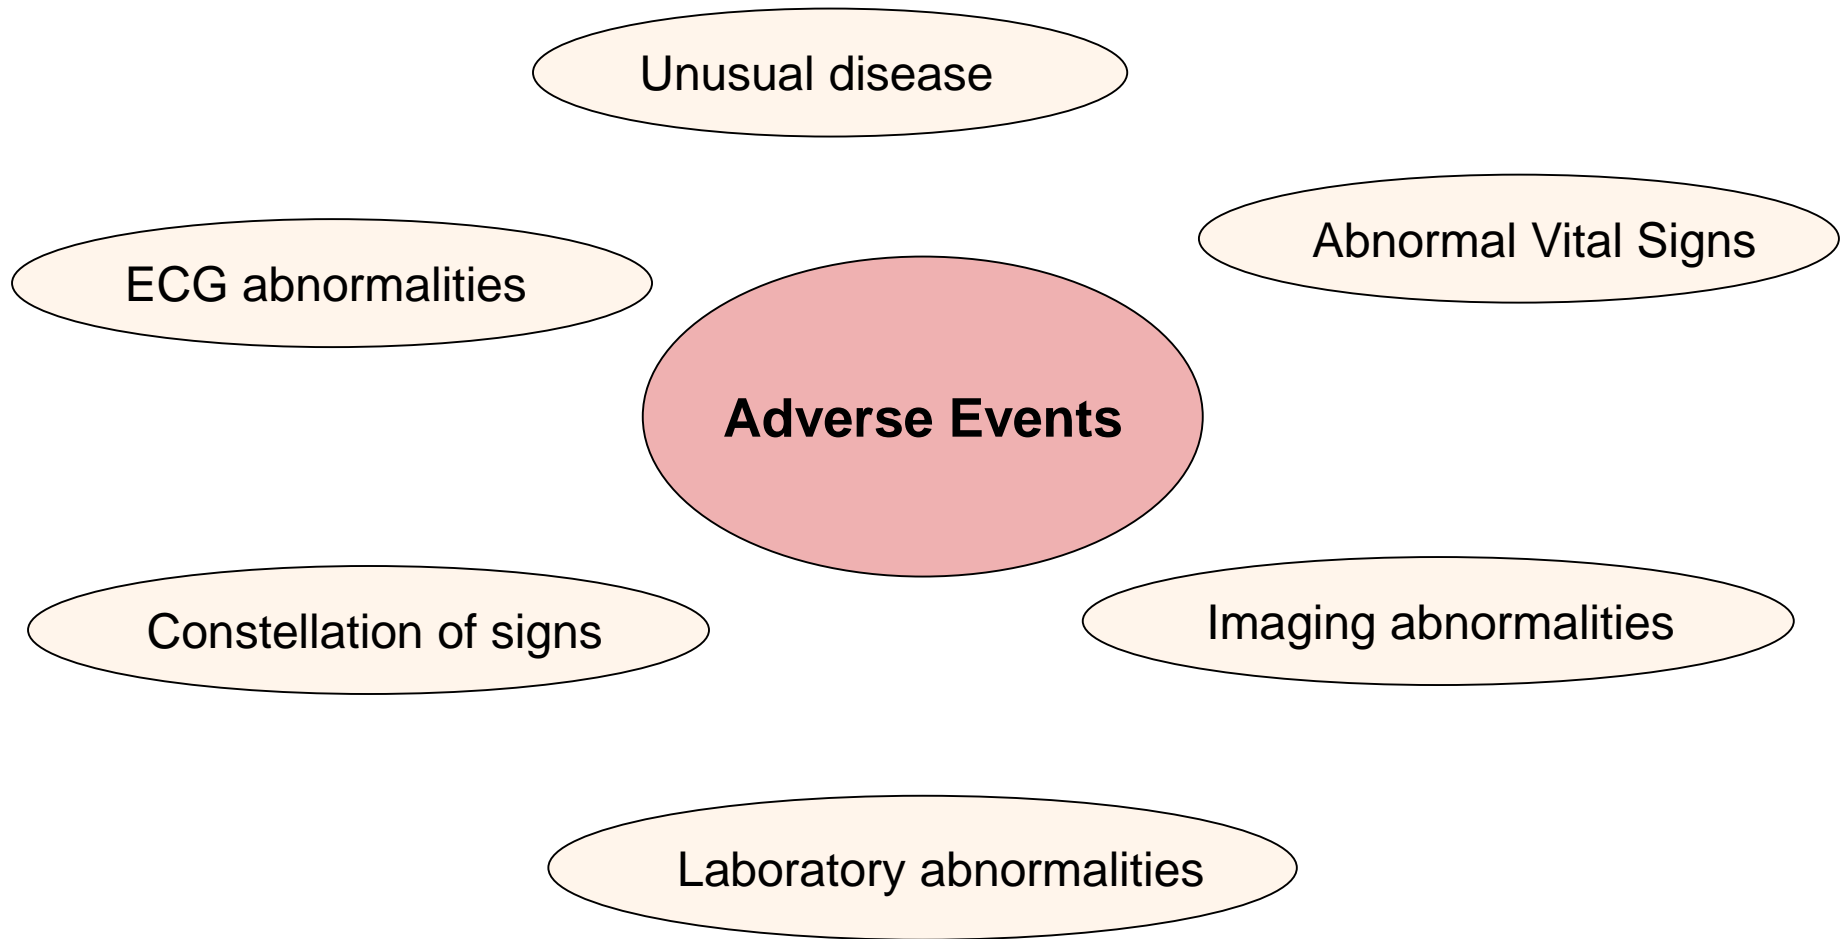 Unusual disease
Abnormal Vital Signs
ECG abnormalities
Adverse Events
Constellation of signs
Imaging abnormalities
Laboratory abnormalities